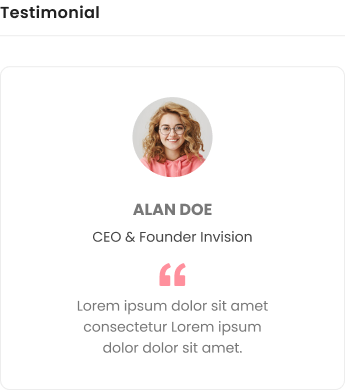 Testimonial
ALAN DOE
CEO & Founder Invision
“
Lorem ipsum dolor sit amet
consectetur Lorem ipsum
dolor dolor sit amet.